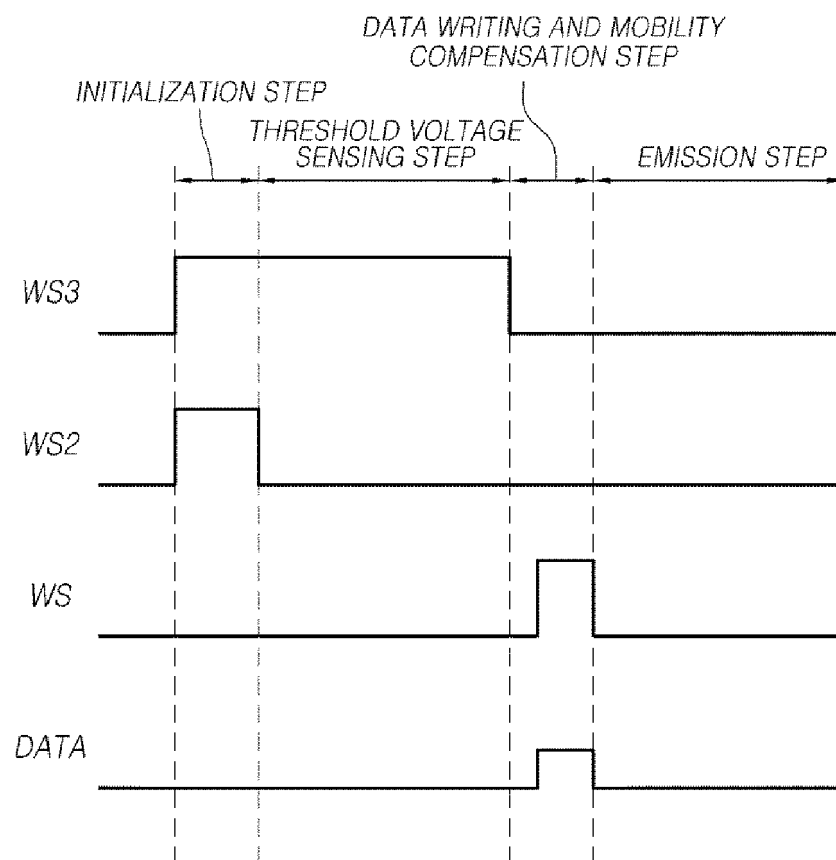 DATA WRITING AND MOBILITY
COMPENSATION STEP
INITIALIZATION STEP
THRESHOLD VOLTAGE
SENSING STEP
EMISSION STEP
WS3
WS2
WS
DATA